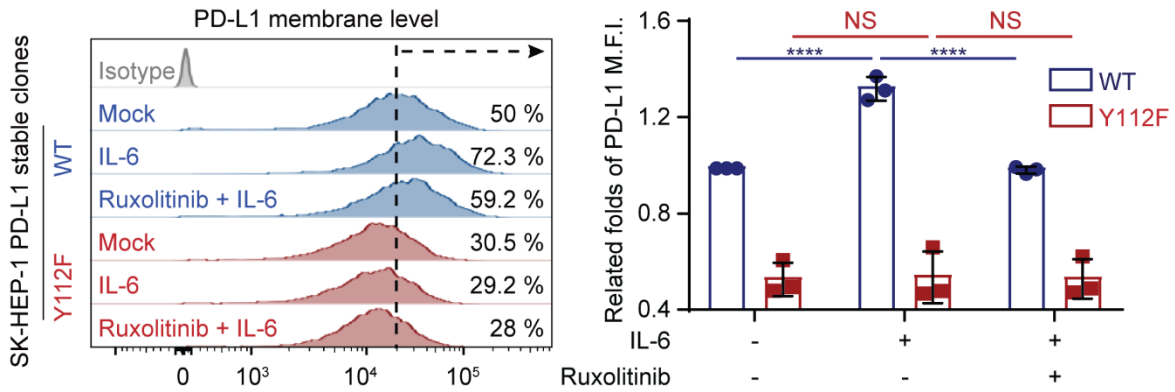 PD-L1 membrane level
SK-HEP-1 PD-L1 stable clones
WT
Y112F
Isotype
Mock 50 %
IL-6 72.3 %
Ruxolitinib + IL-6 59.2 %
Mock 30.5 %
IL-6 29.2 %
Ruxolitinib + IL-6 28 %
0 10³ 10⁴ 10⁵
Related folds of PD-L1 M.F.I.
1.6
1.2
0.8
0.4
NS NS
**** ****
WT
Y112F
IL-6 - + +
Ruxolitinib - - +